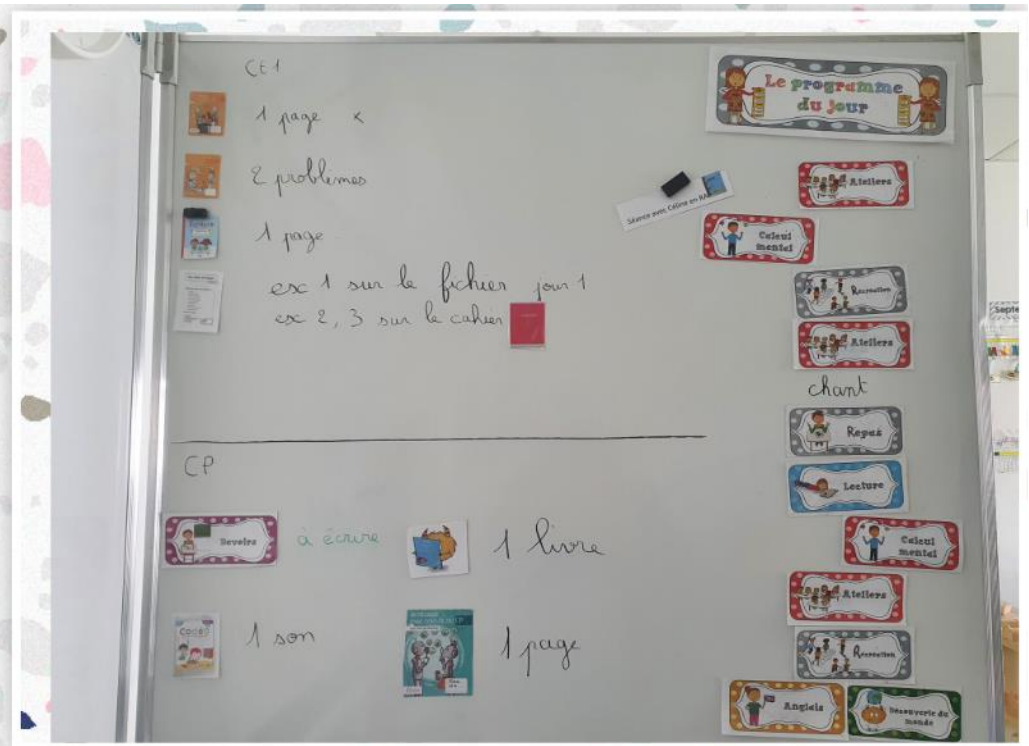 CE1
1 page x
2 problèmes
1 page
ex 1 sur le fichier jour 1
ex 2, 3 sur le cahier
CP
Devoirs à écrire
1 livre
1 son
1 page
Le programme
du jour
Ateliers
Séance avec Céline en
Calcul
mental
Récréation
Ateliers
chant
Repas
Lecture
Calcul
mental
Ateliers
Récréation
Anglais
Découverte du
monde
Septe